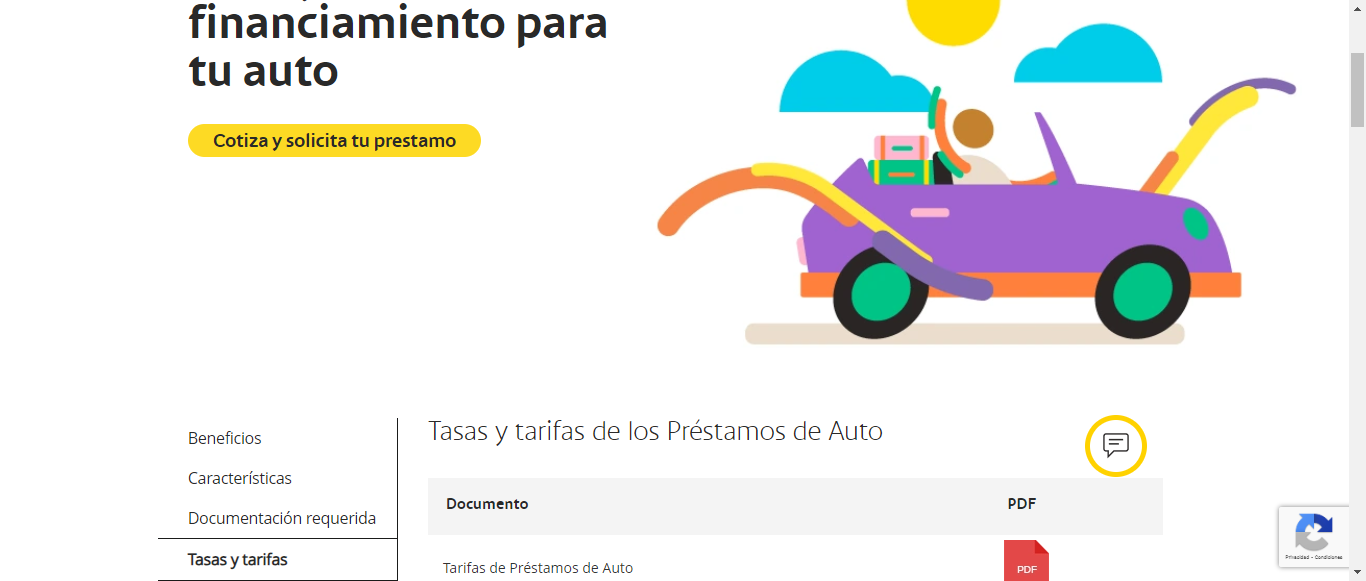 financiamiento para
tu auto
Cotiza y solicita tu prestamo
Beneficios
Características
Documentación requerida
Tasas y tarifas
Tasas y tarifas de los Préstamos de Auto
Documento PDF
Tarifas de Préstamos de Auto PDF
Privacidad - Condiciones